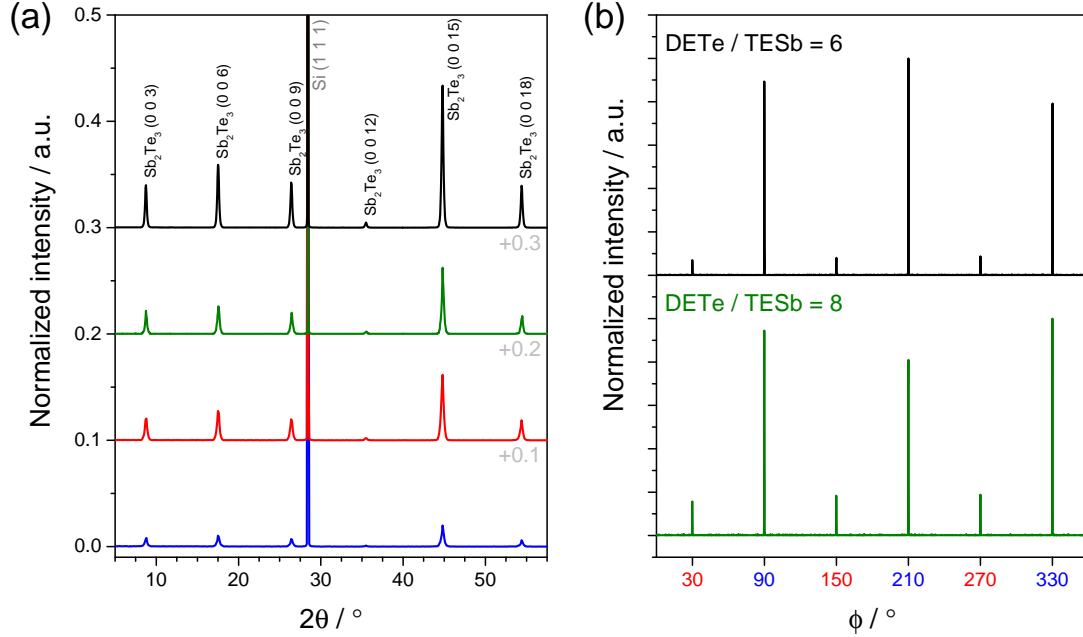 (a)
Normalized intensity / a.u.
0.5
0.4
0.3
0.2
0.1
0.0
Sb₂Te₃ (0 0 3)
Sb₂Te₃ (0 0 6)
Sb₂Te₃ (0 0 9)
Si (1 1 1)
Sb₂Te₃ (0 0 12)
Sb₂Te₃ (0 0 15)
Sb₂Te₃ (0 0 18)
+0.3
+0.2
+0.1
10 20 30 40 50
2θ / °
(b)
Normalized intensity / a.u.
DETe / TESb = 6
DETe / TESb = 8
30 90 150 210 270 330
ϕ / °